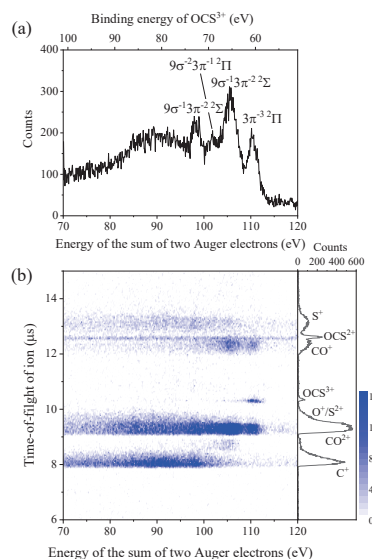 Binding energy of OCS³⁺ (eV)
(a)
100 90 80 70 60 50
400
300
200
100
0
Counts
9σ⁻²3π⁻¹ ²Π
9σ⁻¹3π⁻² ²Σ
9σ⁻¹3π⁻² ²Σ
3π⁻³ ²Π
70 80 90 100 110 120
Energy of the sum of two Auger electrons (eV)
Counts
(b)
0 200 400 600
14
12
10
8
6
Time-of-filght of ion (μs)
S⁺
OCS²⁺
CO⁺
OCS³⁺
O⁺/S²⁺
CO²⁺
C⁺
70 80 90 100 110 120
Energy of the sum of two Auger electrons (eV)